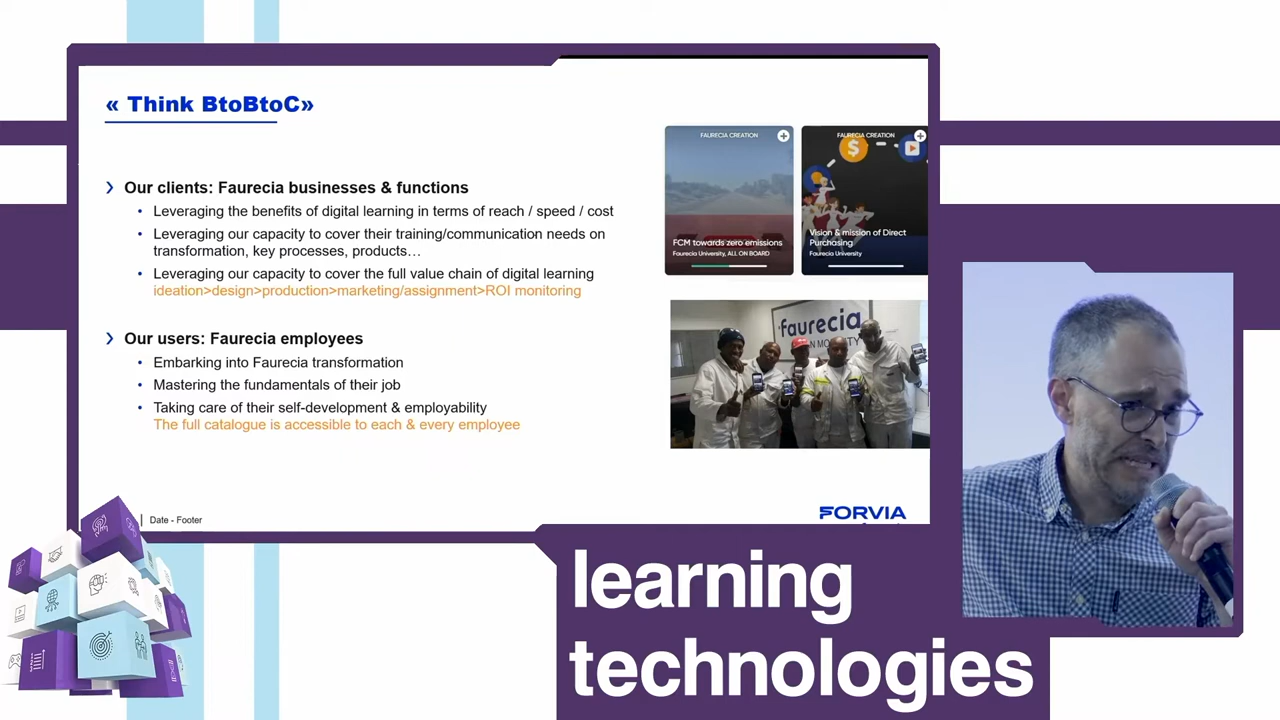 « Think BtoBtoC»
Our clients: Faurecia businesses & functions
Leveraging the benefits of digital learning in terms of reach / speed / cost
Leveraging our capacity to cover their training/communication needs on
transformation, key processes, products…
Leveraging our capacity to cover the full value chain of digital learning
ideation>design>production>marketing/assignment>ROI monitoring
Our users: Faurecia employees
Embarking into Faurecia transformation
Mastering the fundamentals of their job
Taking care of their self-development & employability
The full catalogue is accessible to each & every employee
FAURECIA CREATION
FCM towards zero emissions
Faurecia University, ALL ON BOARD
FAURECIA CREATION
$
Vision & mission of Direct
Purchasing
Faurecia University
faurecia
Date - Footer
FORVIA
learning
technologies